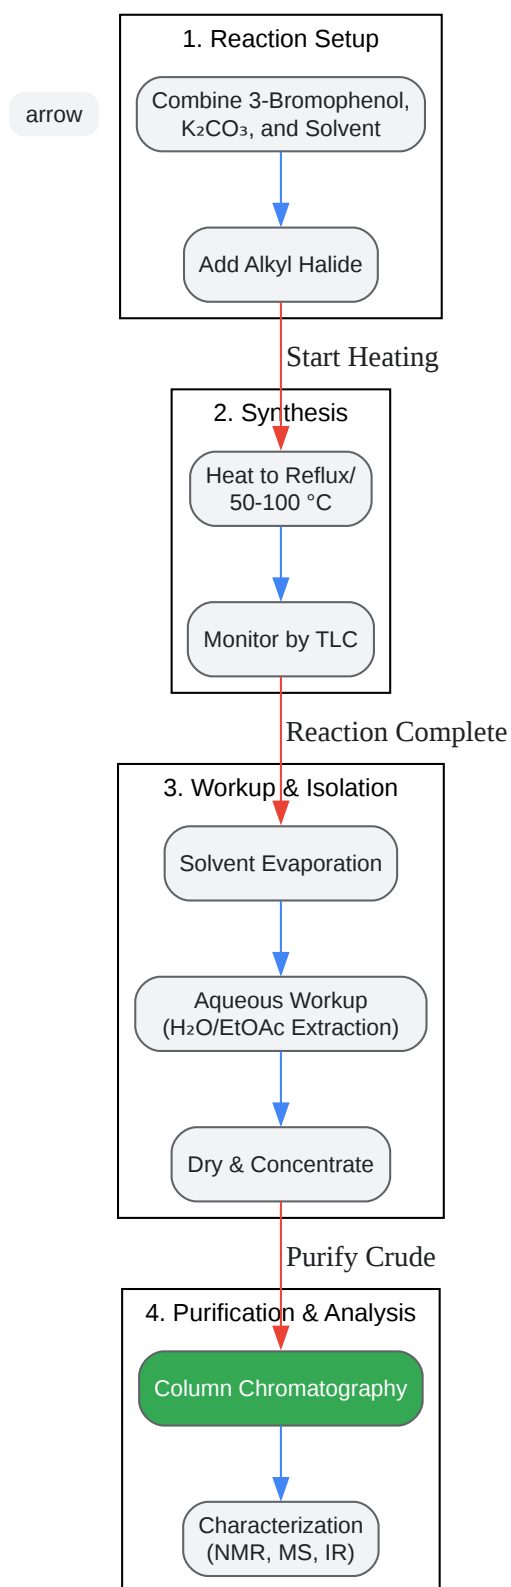 1. Reaction Setup
arrow
Combine 3-Bromophenol,
K₂CO₃, and Solvent
Add Alkyl Halide
Start Heating
2. Synthesis
Heat to Reflux/
50-100 °C
Monitor by TLC
Reaction Complete
3. Workup & Isolation
Solvent Evaporation
Aqueous Workup
(H₂O/EtOAc Extraction)
Dry & Concentrate
Purify Crude
4. Purification & Analysis
Column Chromatography
Characterization
(NMR, MS, IR)